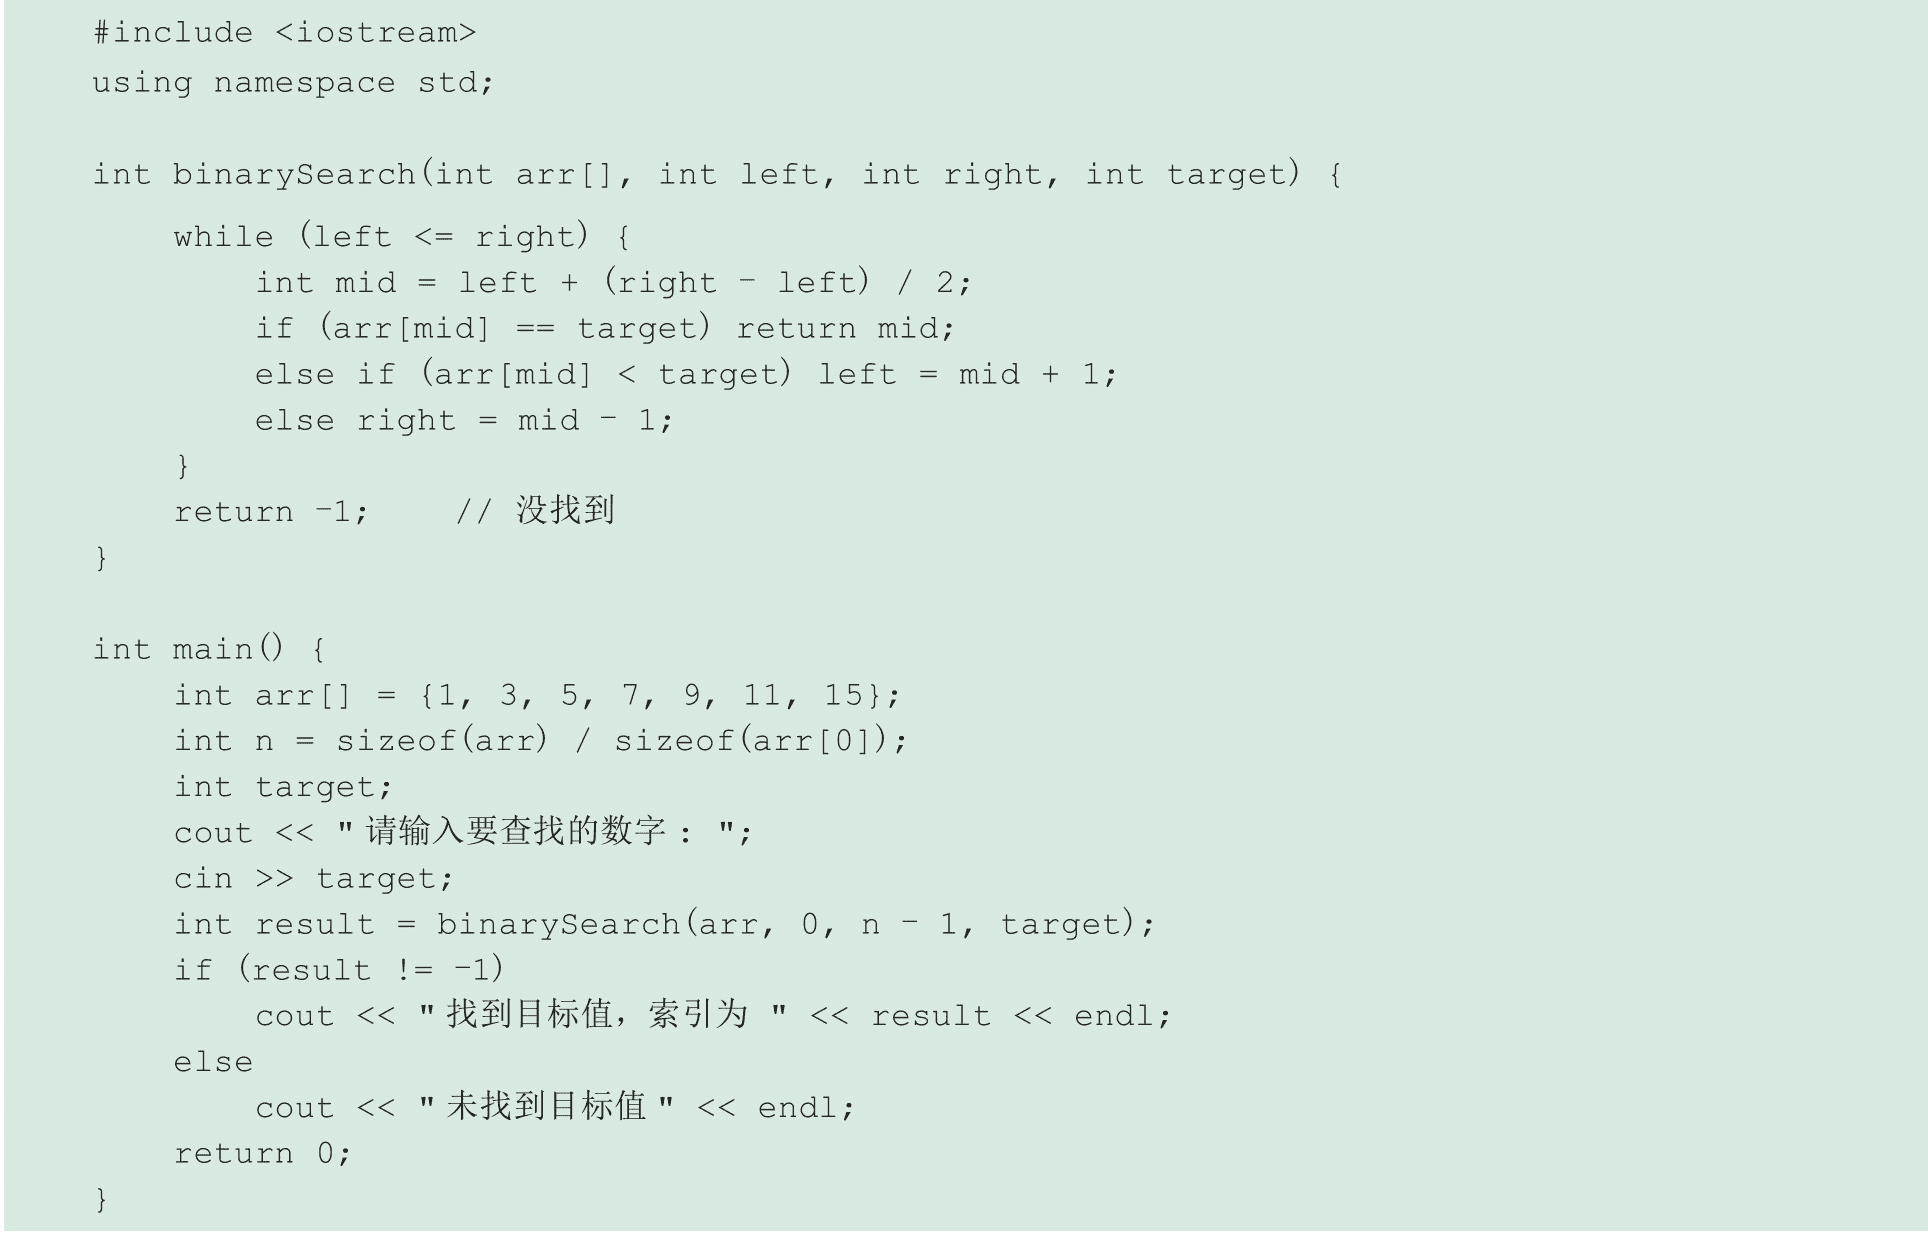 #include <iostream>
using namespace std;
int binarySearch(int arr[], int left, int right, int target) {
while (left <= right) {
int mid = left + (right - left) / 2;
if (arr[mid] == target) return mid;
else if (arr[mid] < target) left = mid + 1;
else right = mid - 1;
}
return -1;    // 没找到
}
int main() {
int arr[] = {1, 3, 5, 7, 9, 11, 15};
int n = sizeof(arr) / sizeof(arr[0]);
int target;
cout << "请输入要查找的数字: ";
cin >> target;
int result = binarySearch(arr, 0, n - 1, target);
if (result != -1)
cout << "找到目标值，索引为 " << result << endl;
else
cout << "未找到目标值" << endl;
return 0;
}